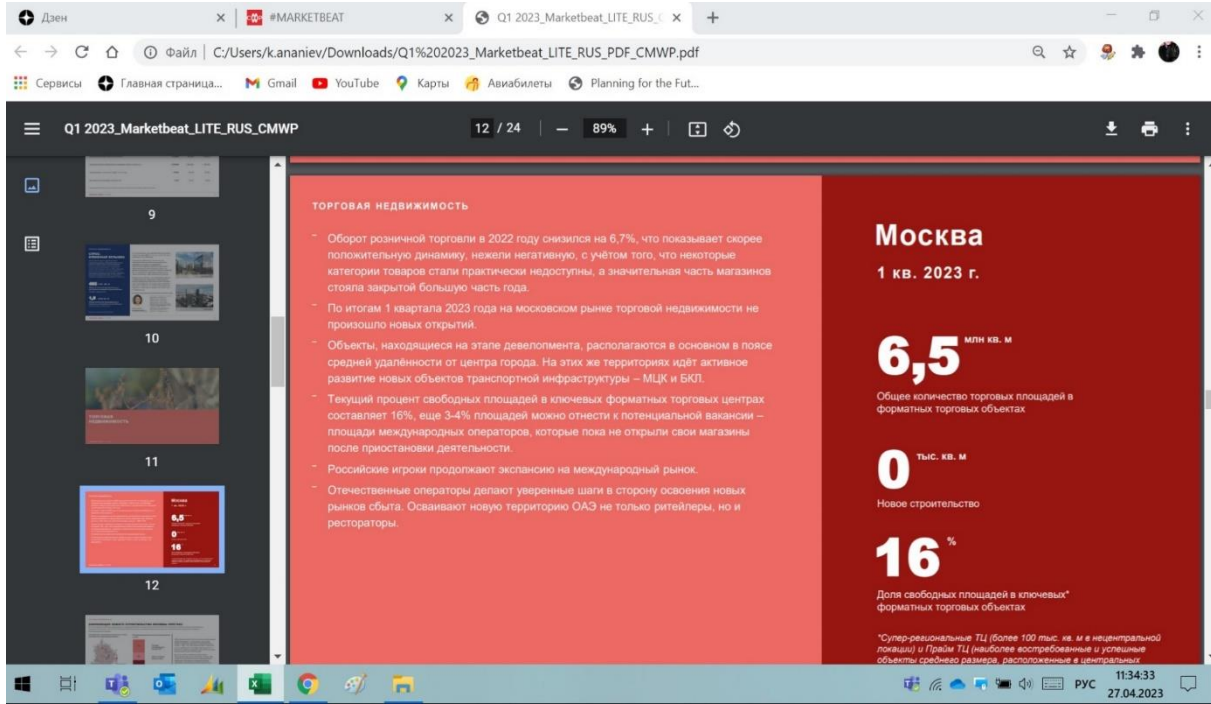 Дзен
#MARKETBEAT
Q1 2023_Marketbeat_LITE_RUS_
Файл
C:/Users/k.ananiev/Downloads/Q1%202023_Marketbeat_LITE_RUS_PDF_CMWP.pdf
Сервисы
Главная страница...
Gmail
YouTube
Карты
Авиабилеты
Planning for the Fut...
Q1 2023_Marketbeat_LITE_RUS_CMWP
12 / 24
89%
9
10
11
12
ТОРГОВАЯ НЕДВИЖИМОСТЬ
- Оборот розничной торговли в 2022 году снизился на 6,7%, что показывает скорее
положительную динамику, нежели негативную, с учётом того, что некоторые
категории товаров стали практически недоступны, а значительная часть магазинов
стояла закрытой большую часть года.
- По итогам 1 квартала 2023 года на московском рынке торговой недвижимости не
произошло новых открытий.
- Объекты, находящиеся на этапе девелопмента, располагаются в основном в поясе
средней удалённости от центра города. На этих же территориях идёт активное
развитие новых объектов транспортной инфраструктуры – МЦК и БКЛ.
- Текущий процент свободных площадей в ключевых форматных торговых центрах
составляет 16%, еще 3-4% площадей можно отнести к потенциальной вакансии –
площади международных операторов, которые пока не открыли свои магазины
после приостановки деятельности.
- Российские игроки продолжают экспансию на международный рынок.
- Отечественные операторы делают уверенные шаги в сторону освоения новых
рынков сбыта. Осваивают новую территорию ОАЭ не только ритейлеры, но и
рестораторы.
Москва
1 кв. 2023 г.
6,5 млн кв. м
Общее количество торговых площадей в
форматных торговых объектах
0 тыс. кв. м
Новое строительство
16 %
Доля свободных площадей в ключевых*
форматных торговых объектах
*Супер-региональные ТЦ (более 100 тыс. кв. м в нецентральной
локации) и Прайм ТЦ (наиболее востребованные и успешные
объекты среднего размера, расположенные в центральных
РУС
11:34:33
27.04.2023